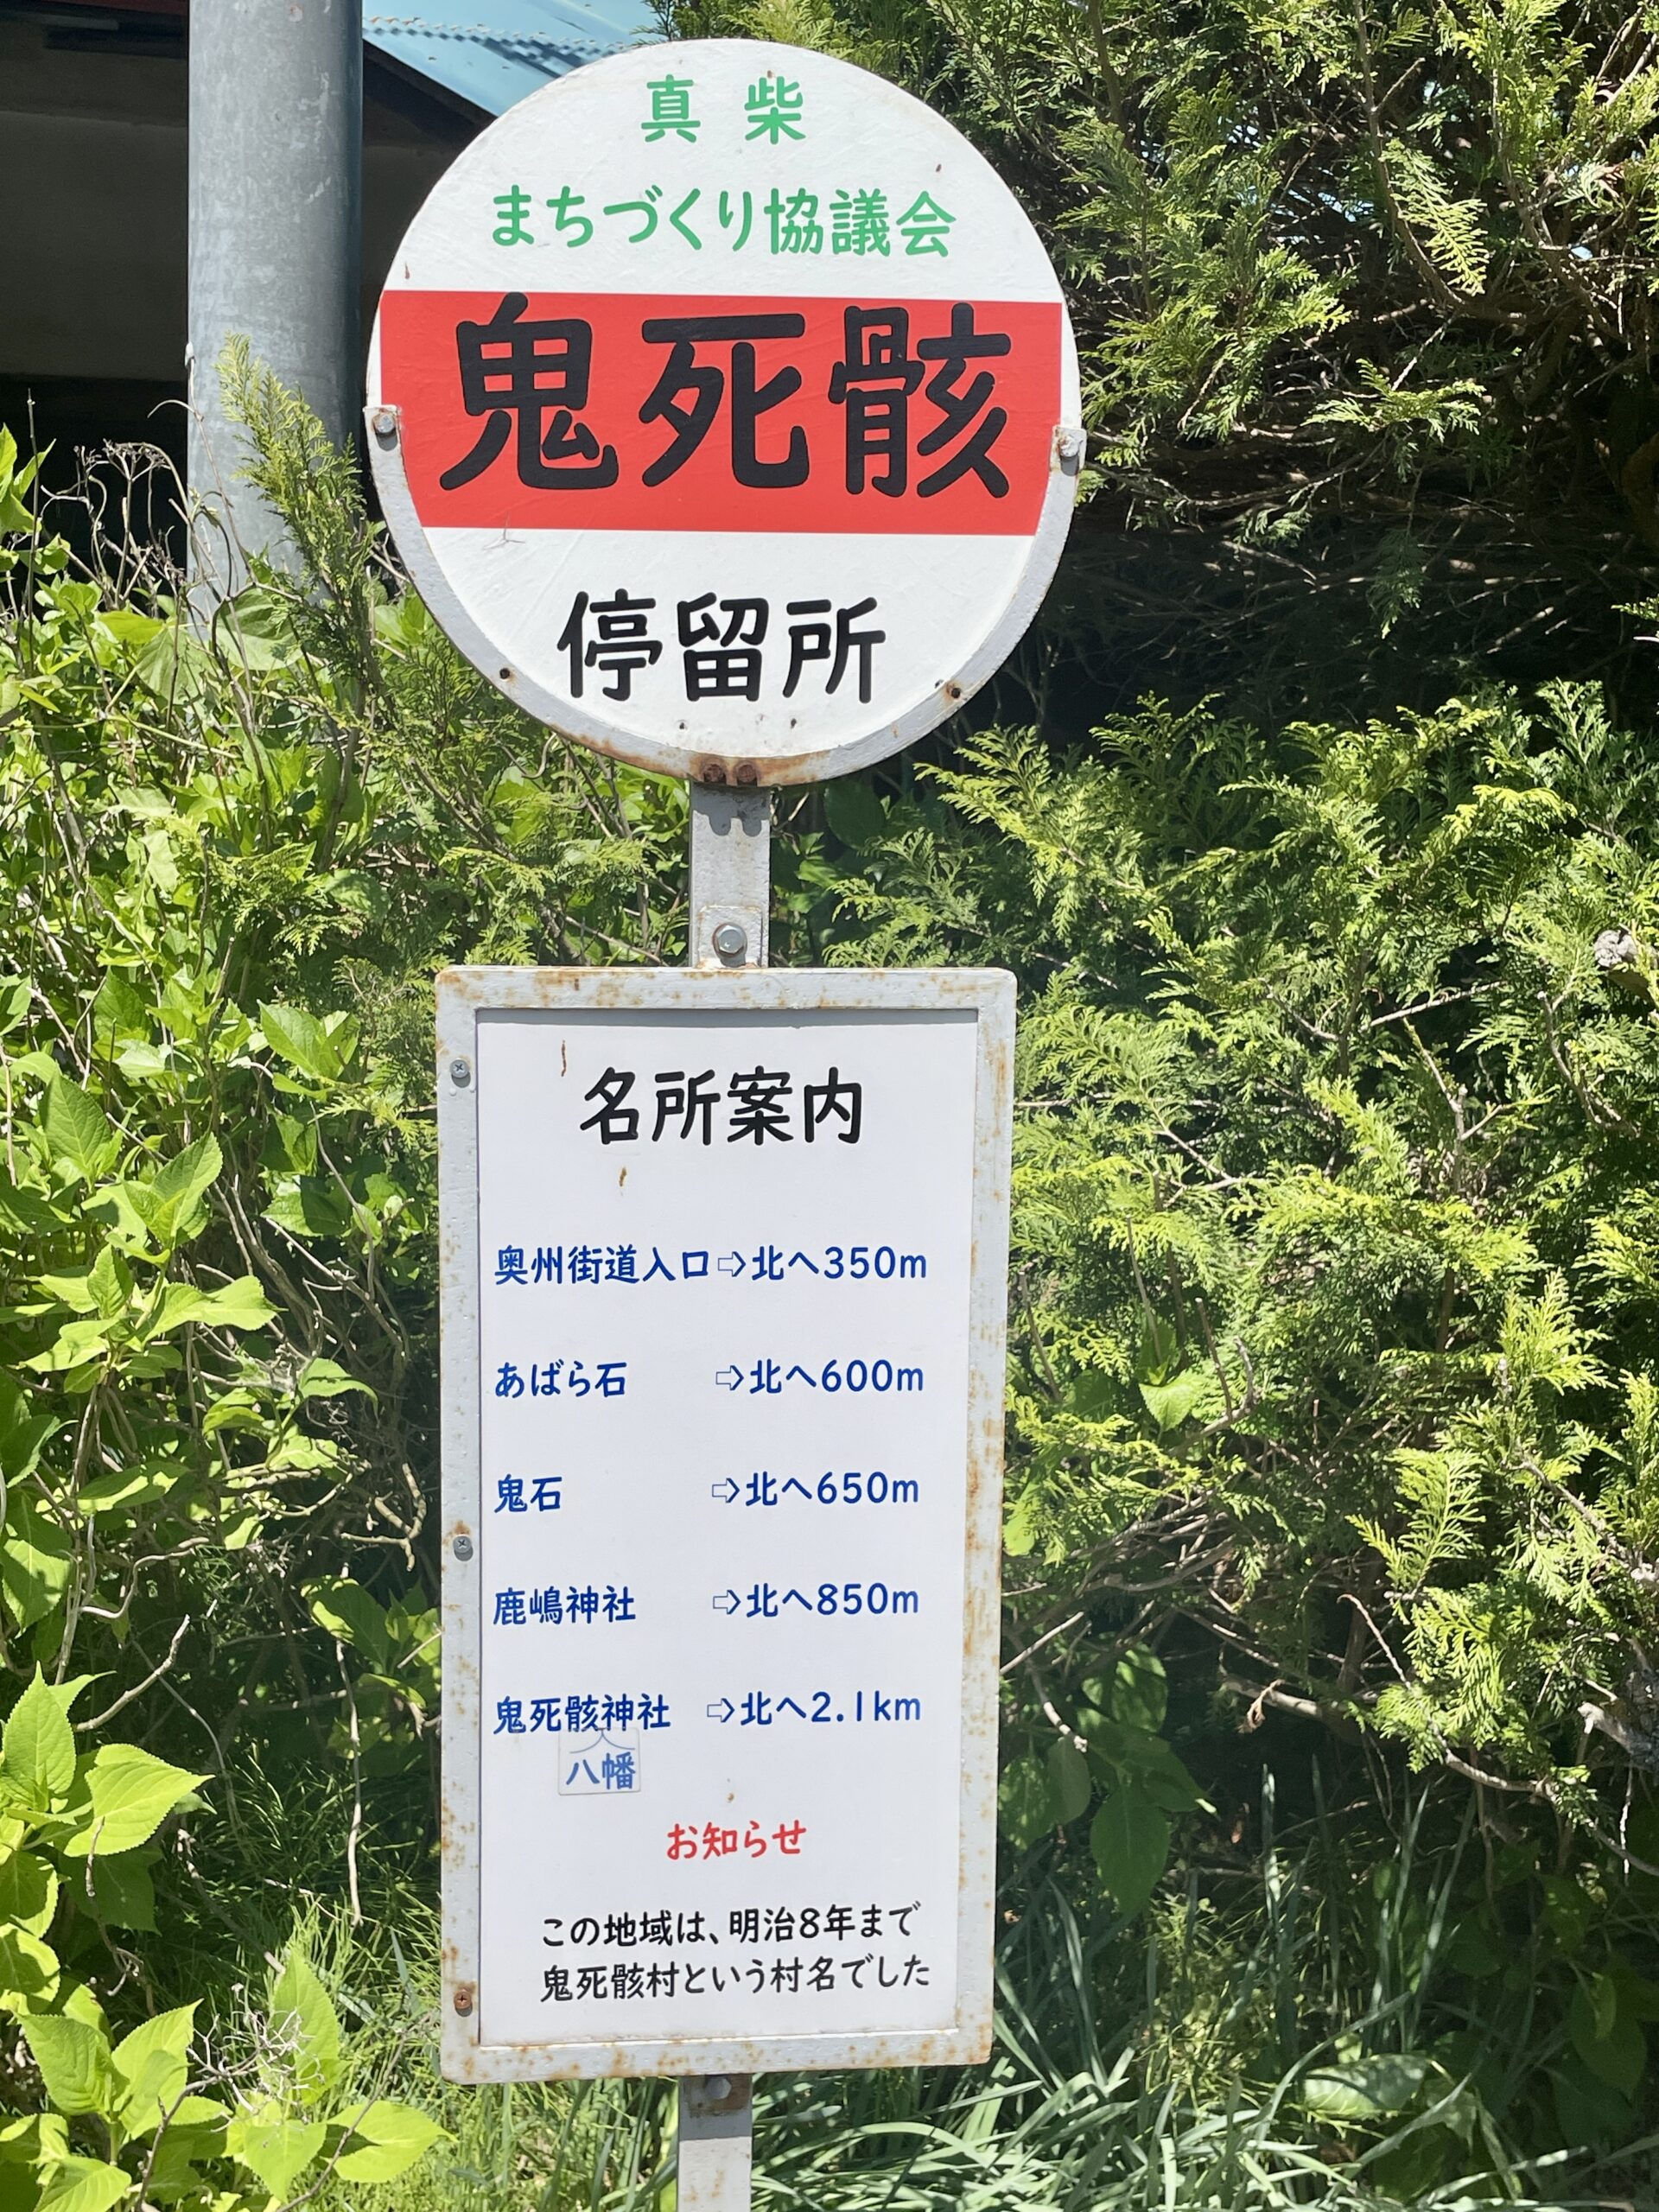 真柴
まちづくり協議会
鬼死骸
停留所
名所案内
奥州街道入口⇨北へ350m
あばら石 ⇨北へ600m
鬼石 ⇨北へ650m
鹿嶋神社 ⇨北へ850m
鬼死骸神社 ⇨北へ2.1km
八幡
お知らせ
この地域は、明治8年まで
鬼死骸村という村名でした